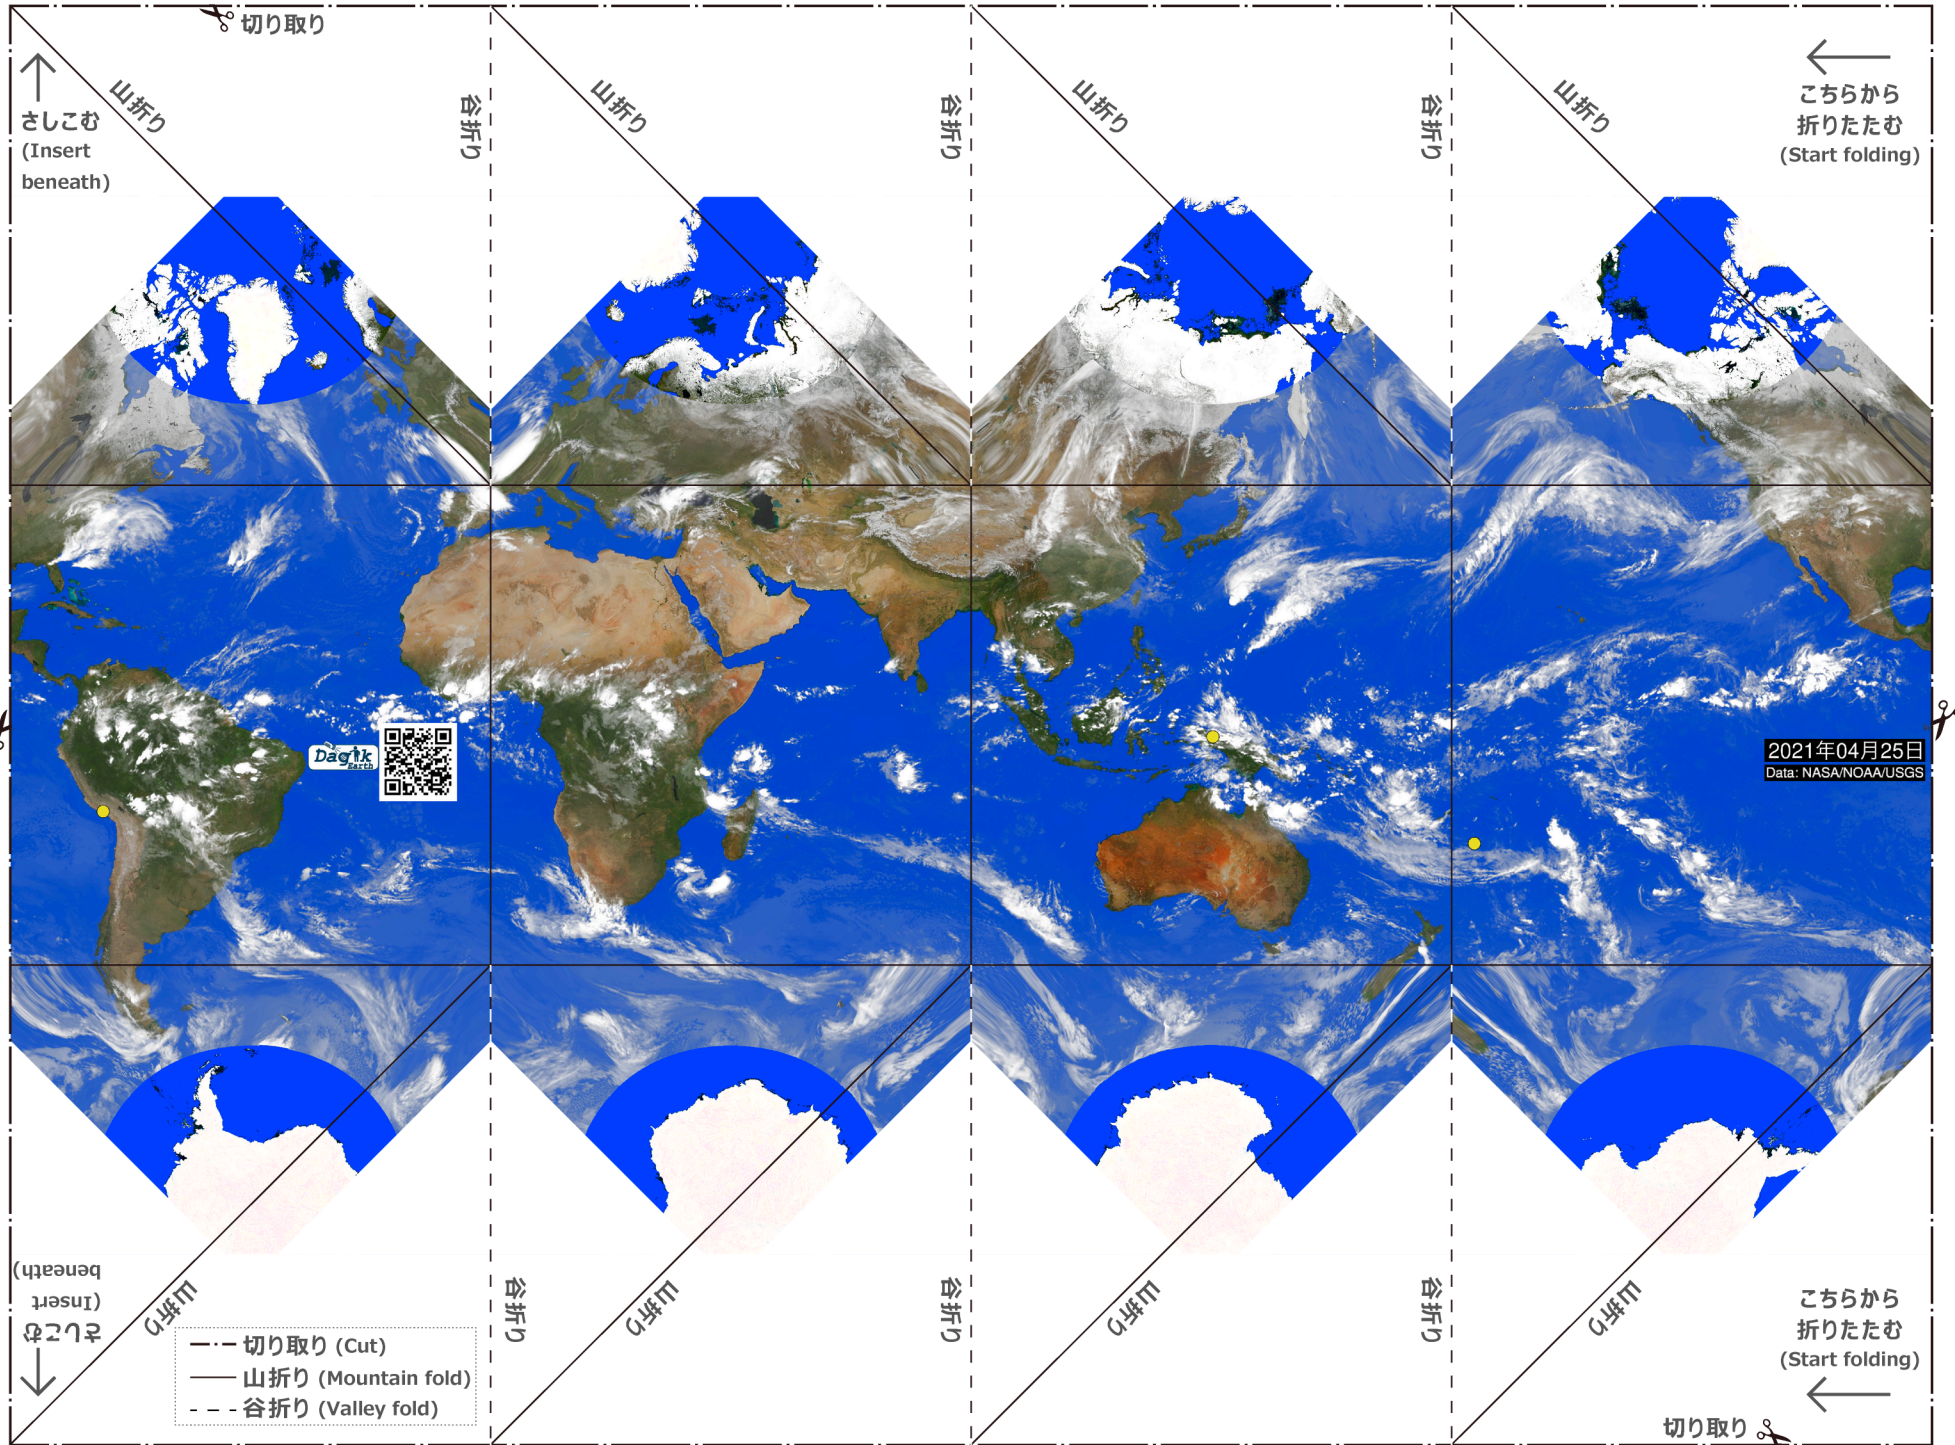 切り取り
さしこむ
(Insert
beneath)
山折り
谷折り
山折り
谷折り
山折り
谷折り
山折り
こちらから
折りたたむ
(Start folding)
Dagik
Earth
2021年04月25日
Data: NASA/NOAA/USGS
さしこむ
(Insert
beneath)
山折り
谷折り
山折り
谷折り
山折り
谷折り
山折り
こちらから
折りたたむ
(Start folding)
切り取り (Cut)
山折り (Mountain fold)
谷折り (Valley fold)
切り取り